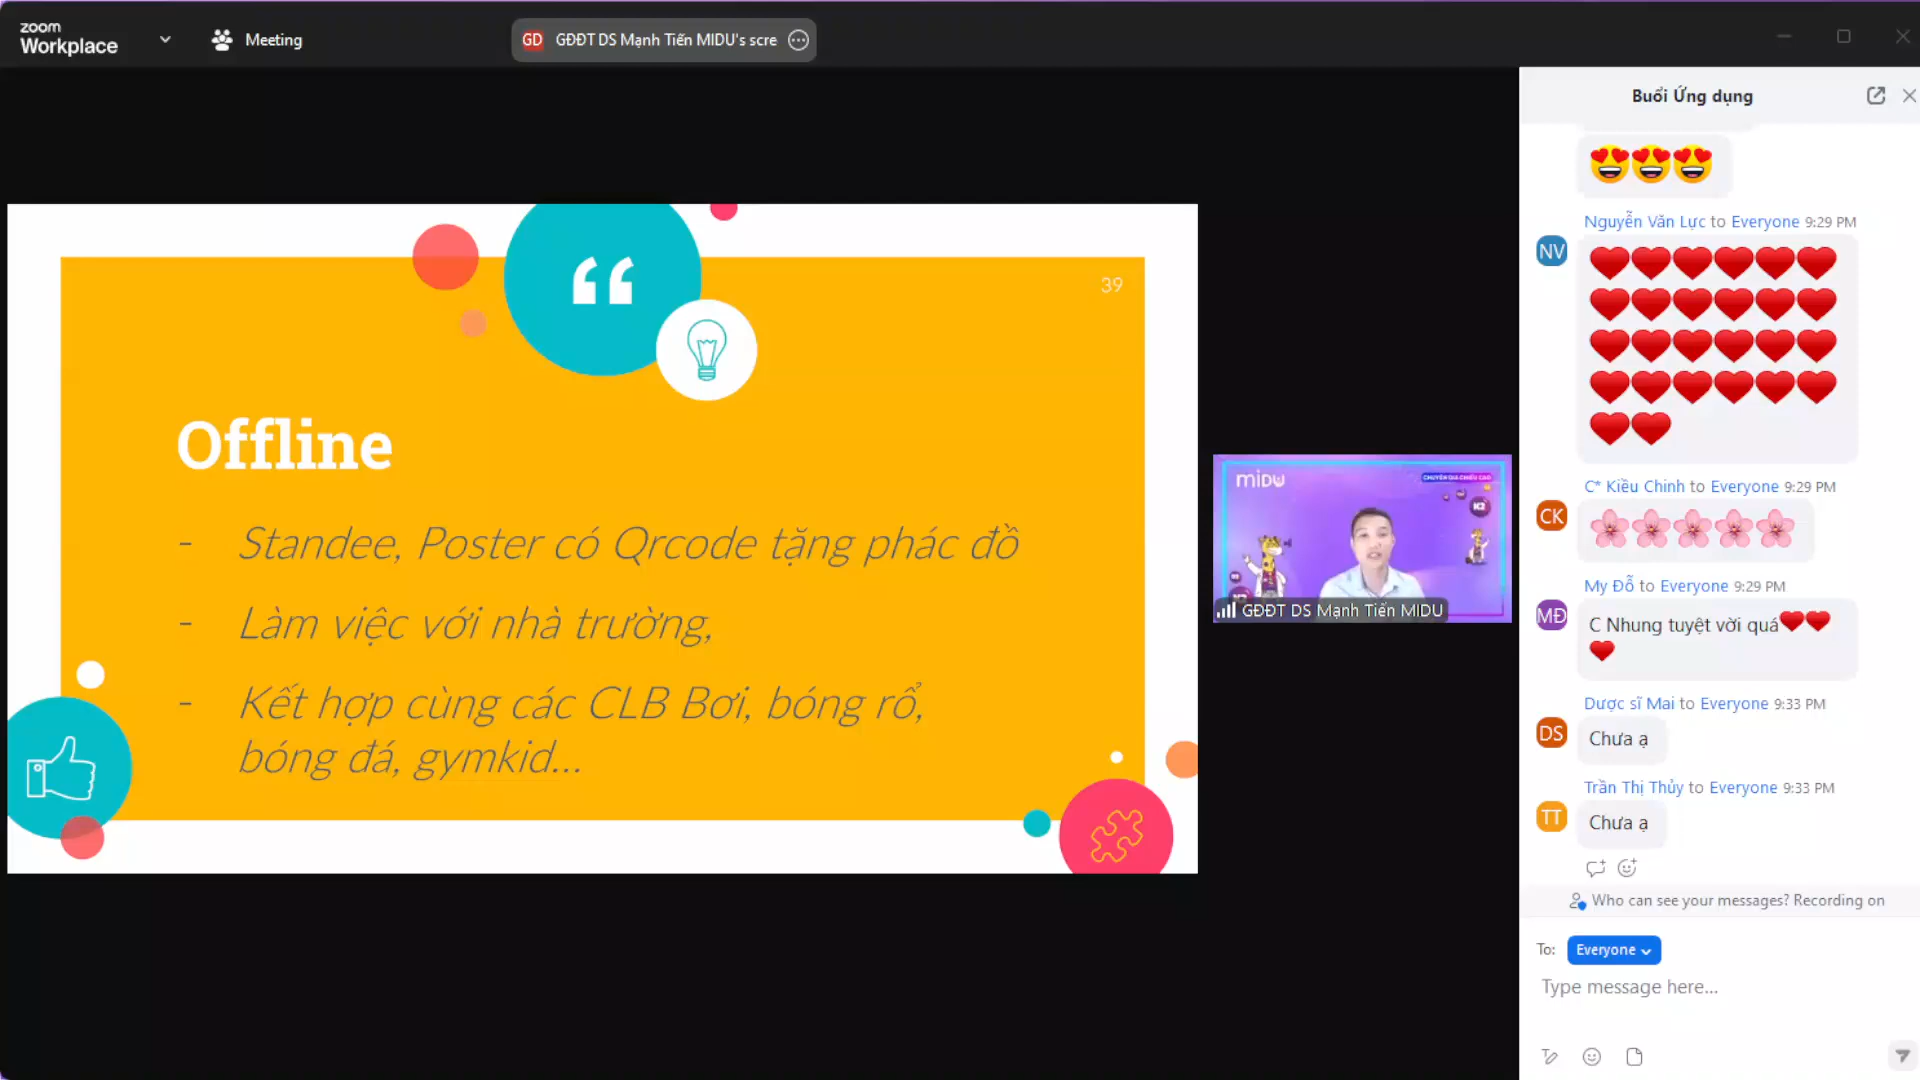 zoom
Workplace
Meeting
GD GĐĐT DS Mạnh Tiến MIDU's scre
Buổi Ứng dụng
Nguyễn Văn Lực to Everyone 9:29 PM
NV
C* Kiều Chinh to Everyone 9:29 PM
CK
My Đỗ to Everyone 9:29 PM
MĐ
C Nhung tuyệt vời quá❤❤
❤
Dược sĩ Mai to Everyone 9:33 PM
DS
Chưa ạ
Trần Thị Thủy to Everyone 9:33 PM
TT
Chưa ạ
Who can see your messages? Recording on
To: Everyone
Type message here...
39
“
Offline
- Standee, Poster có Qrcode tặng phác đồ
- Làm việc với nhà trường,
- Kết hợp cùng các CLB Bơi, bóng rổ,
bóng đá, gymkid...
miDU
CHUYÊN GIA CHIỀU CAO
K2
GĐĐT DS Mạnh Tiến MIDU